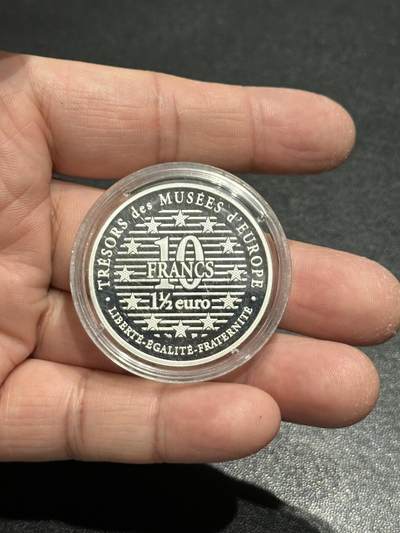 TRÉSORS des MUSÉES d'EUROPE
10
FRANCS
1½ euro
· LIBERTÉ-ÉGALITÉ-FRATERNITÉ ·